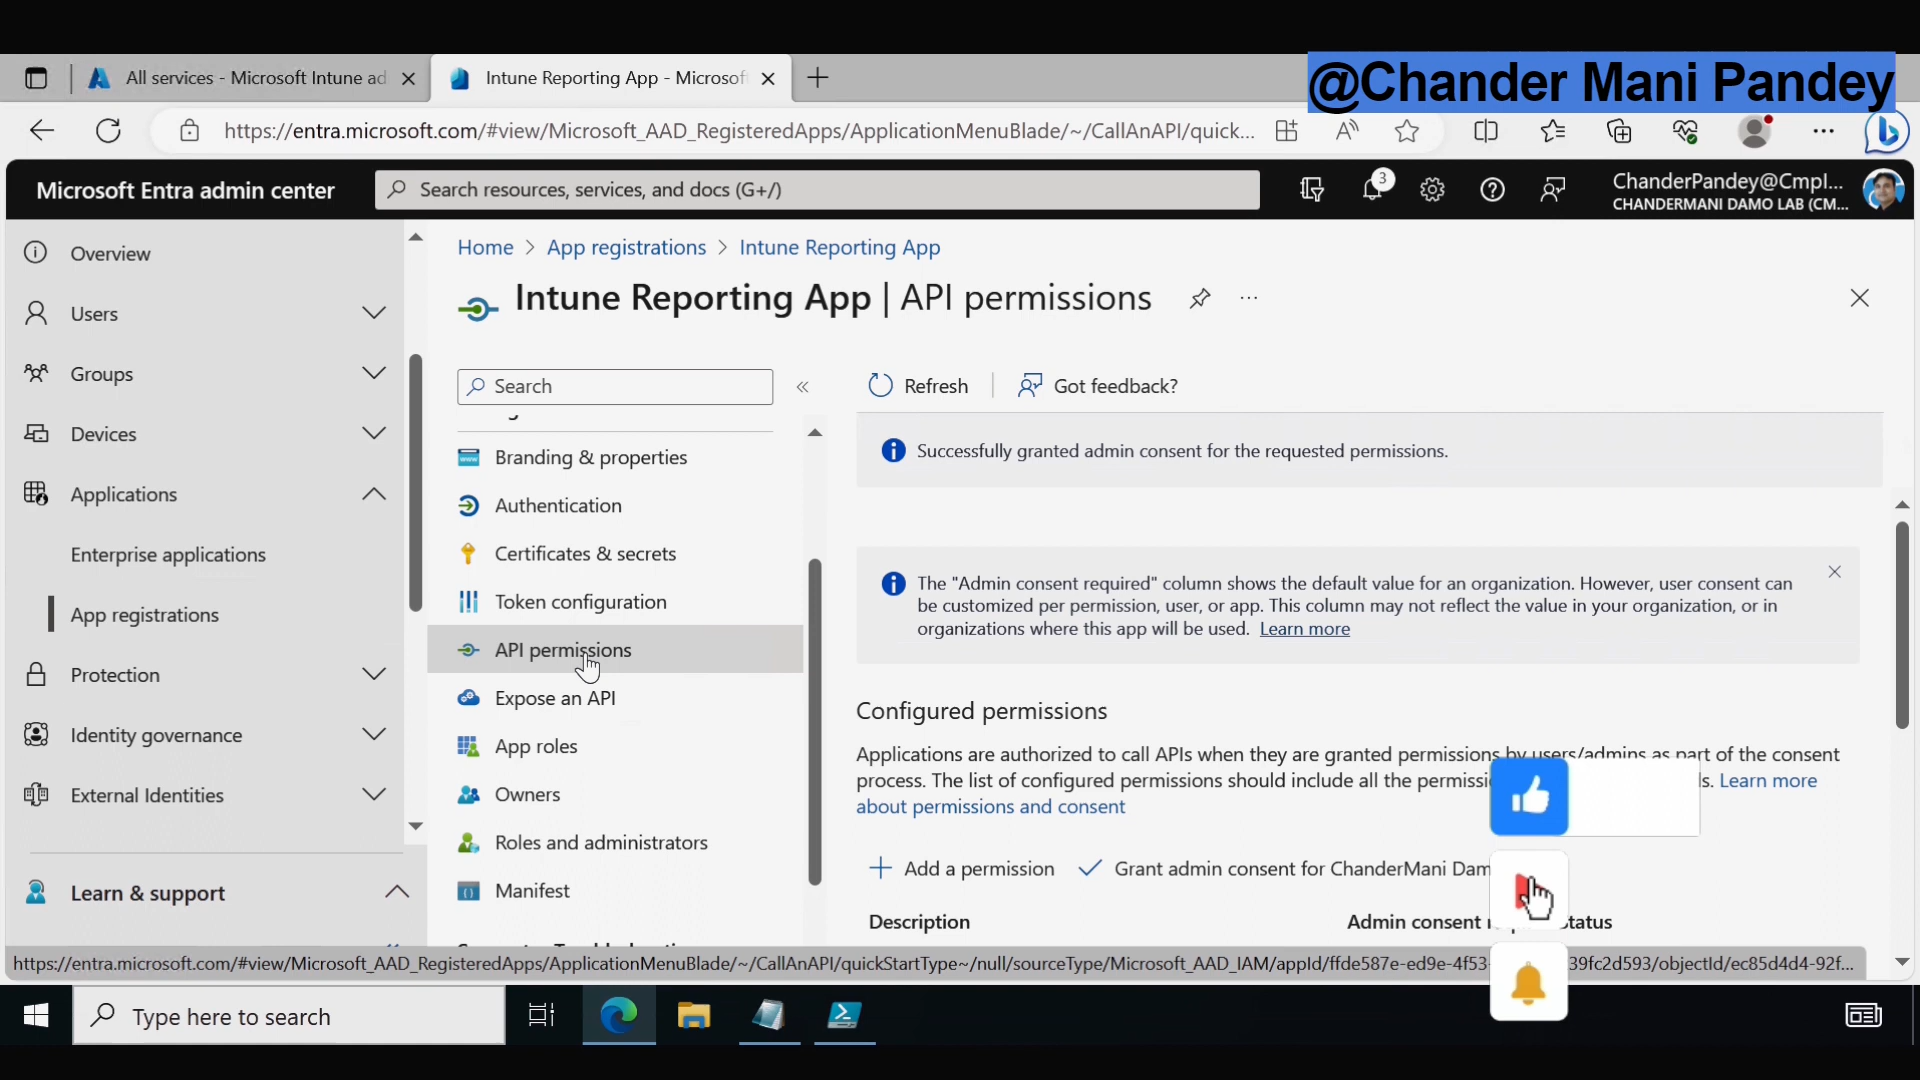 All services - Microsoft Intune ad
Intune Reporting App - Microsof
@Chander Mani Pandey
https://entra.microsoft.com/#view/Microsoft_AAD_RegisteredApps/ApplicationMenuBlade/~/CallAnAPI/quick...
Microsoft Entra admin center
Search resources, services, and docs (G+/)
3
ChanderPandey@Cmpl...
CHANDERMANI DAMO LAB (CM...
Overview
Users
Groups
Devices
Applications
Enterprise applications
App registrations
Protection
Identity governance
External Identities
Learn & support
Home > App registrations > Intune Reporting App
Intune Reporting App | API permissions
Search
Branding & properties
Authentication
Certificates & secrets
Token configuration
API permissions
Expose an API
App roles
Owners
Roles and administrators
Manifest
Refresh
Got feedback?
Successfully granted admin consent for the requested permissions.
The "Admin consent required" column shows the default value for an organization. However, user consent can
be customized per permission, user, or app. This column may not reflect the value in your organization, or in
organizations where this app will be used. Learn more
Configured permissions
Applications are authorized to call APIs when they are granted permissions by users/admins as part of the consent
process. The list of configured permissions should include all the permissi s. Learn more
about permissions and consent
Add a permission
Grant admin consent for ChanderMani Dam
Description
Admin consent r
tatus
https://entra.microsoft.com/#view/Microsoft_AAD_RegisteredApps/ApplicationMenuBlade/~/CallAnAPI/quickStartType~/null/sourceType/Microsoft_AAD_IAM/appId/ffde587e-ed9e-4f53- 39fc2d593/objectId/ec85d4d4-92f...
Type here to search